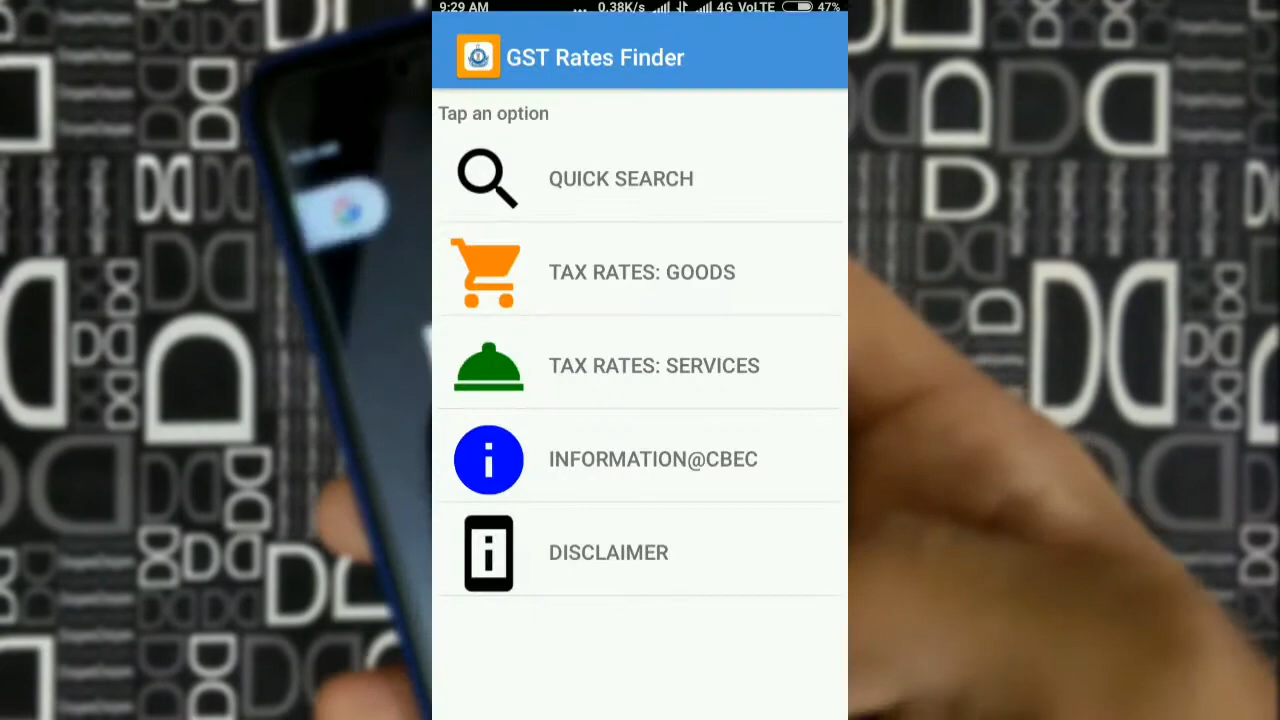 9:29 AM ... 0.38K/s 4G VoLTE 47%
GST Rates Finder
Tap an option
QUICK SEARCH
TAX RATES: GOODS
TAX RATES: SERVICES
INFORMATION@CBEC
DISCLAIMER